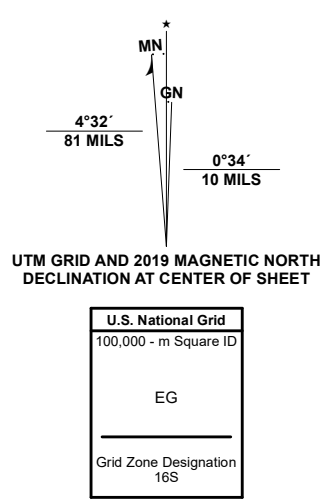 MN
GN
4°32´
81 MILS
0°34´
10 MILS
UTM GRID AND 2019 MAGNETIC NORTH
DECLINATION AT CENTER OF SHEET
U.S. National Grid
100,000 - m Square ID
EG
Grid Zone Designation
16S